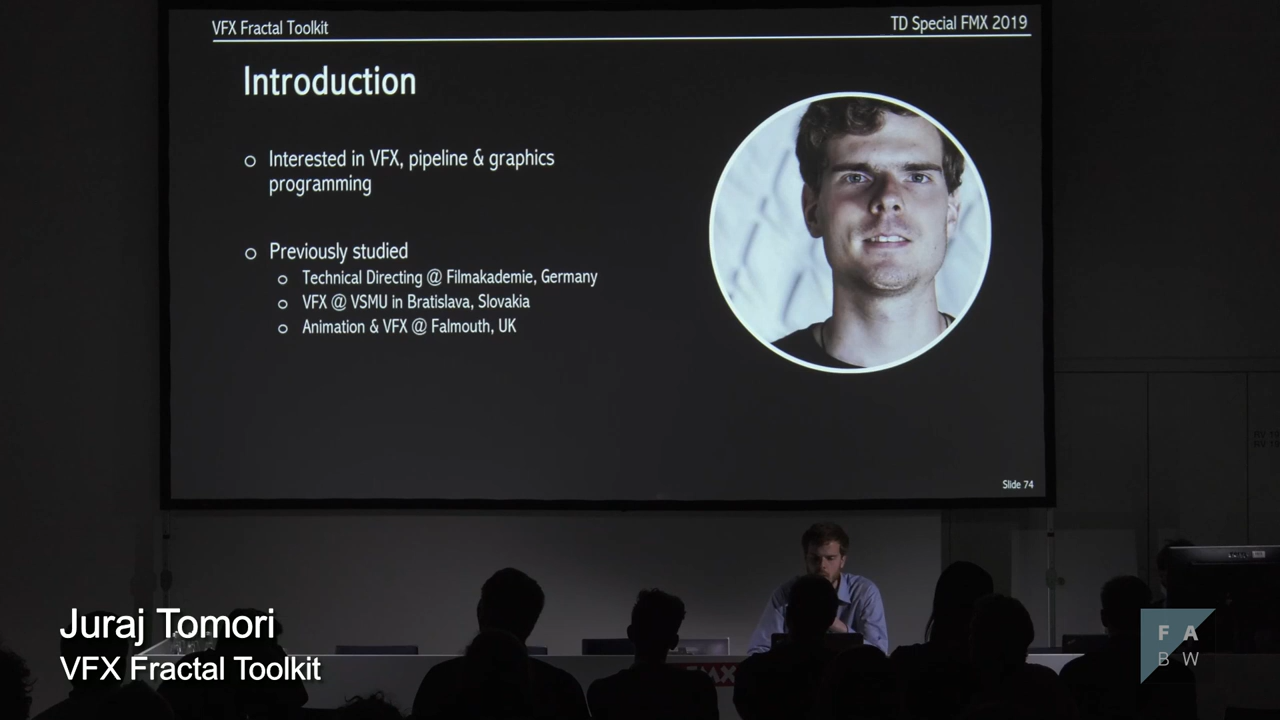 VFX Fractal Toolkit
TD Special FMX 2019
Introduction
Interested in VFX, pipeline & graphics
programming
Previously studied
Technical Directing @ Filmakademie, Germany
VFX @ VSMU in Bratislava, Slovakia
Animation & VFX @ Falmouth, UK
Slide 74
Juraj Tomori
VFX Fractal Toolkit
F A
B W